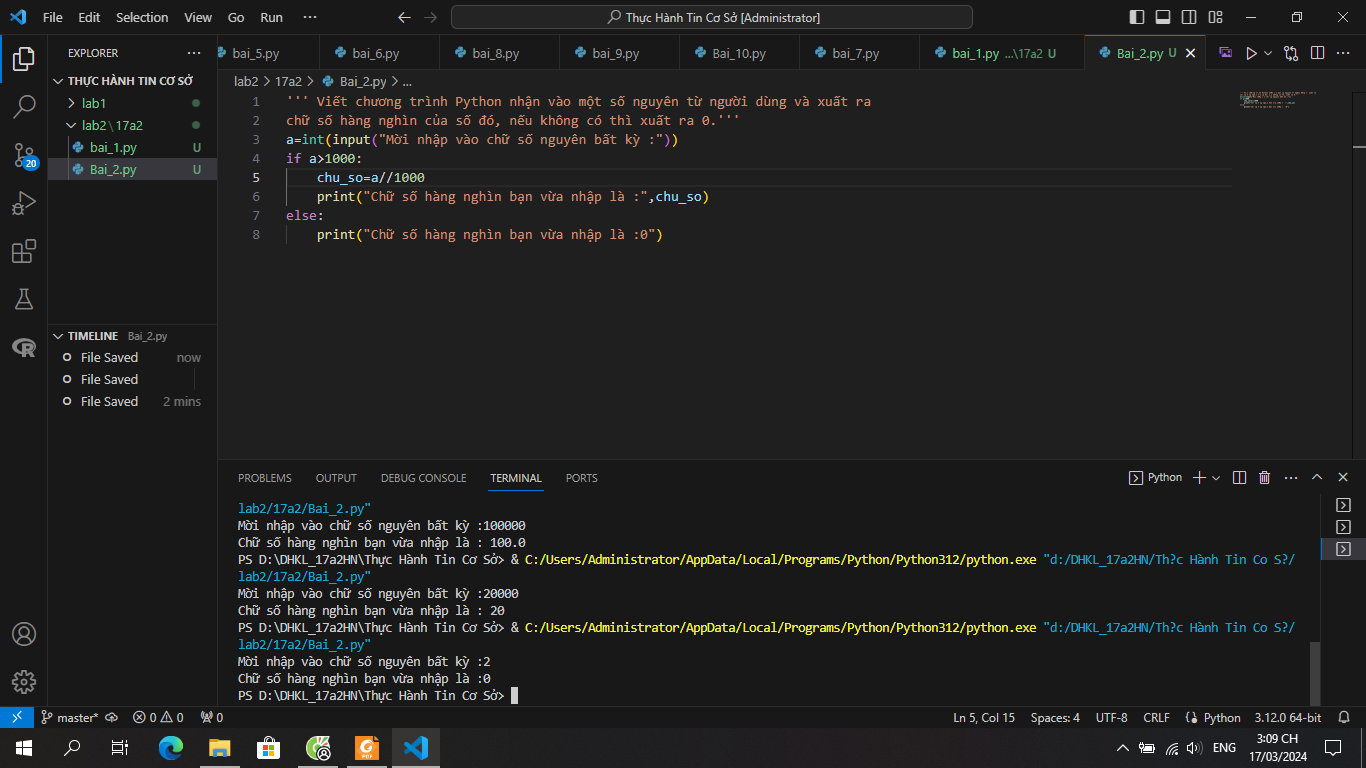 File Edit Selection View Go Run ···
Thực Hành Tin Cơ Sở [Administrator]
EXPLORER ···
bai_5.py bai_6.py bai_8.py bai_9.py Bai_10.py bai_7.py bai_1.py ...\17a2 U Bai_2.py U
THỰC HÀNH TIN CƠ SỞ
lab1
lab2\17a2
bai_1.py U
Bai_2.py U
20
lab2 > 17a2 > Bai_2.py > ...
1 ''' Viết chương trình Python nhận vào một số nguyên từ người dùng và xuất ra
2 chữ số hàng nghìn của số đó, nếu không có thì xuất ra 0.'''
3 a=int(input("Mời nhập vào chữ số nguyên bất kỳ :"))
4 if a>1000:
5 chu_so=a//1000
6 print("Chữ số hàng nghìn bạn vừa nhập là :",chu_so)
7 else:
8 print("Chữ số hàng nghìn bạn vừa nhập là :0")
TIMELINE Bai_2.py
File Saved now
File Saved
File Saved 2 mins
PROBLEMS OUTPUT DEBUG CONSOLE TERMINAL PORTS
Python
lab2/17a2/Bai_2.py"
Mời nhập vào chữ số nguyên bất kỳ :100000
Chữ số hàng nghìn bạn vừa nhập là : 100.0
PS D:\DHKL_17a2HN\Thực Hành Tin Cơ Sở> & C:/Users/Administrator/AppData/Local/Programs/Python/Python312/python.exe "d:/DHKL_17a2HN/Th?c Hành Tin Co S?/
lab2/17a2/Bai_2.py"
Mời nhập vào chữ số nguyên bất kỳ :20000
Chữ số hàng nghìn bạn vừa nhập là : 20
PS D:\DHKL_17a2HN\Thực Hành Tin Cơ Sở> & C:/Users/Administrator/AppData/Local/Programs/Python/Python312/python.exe "d:/DHKL_17a2HN/Th?c Hành Tin Co S?/
lab2/17a2/Bai_2.py"
Mời nhập vào chữ số nguyên bất kỳ :2
Chữ số hàng nghìn bạn vừa nhập là :0
PS D:\DHKL_17a2HN\Thực Hành Tin Cơ Sở>
master* 0 0 0
Ln 5, Col 15 Spaces: 4 UTF-8 CRLF Python 3.12.0 64-bit
ENG
3:09 CH
17/03/2024